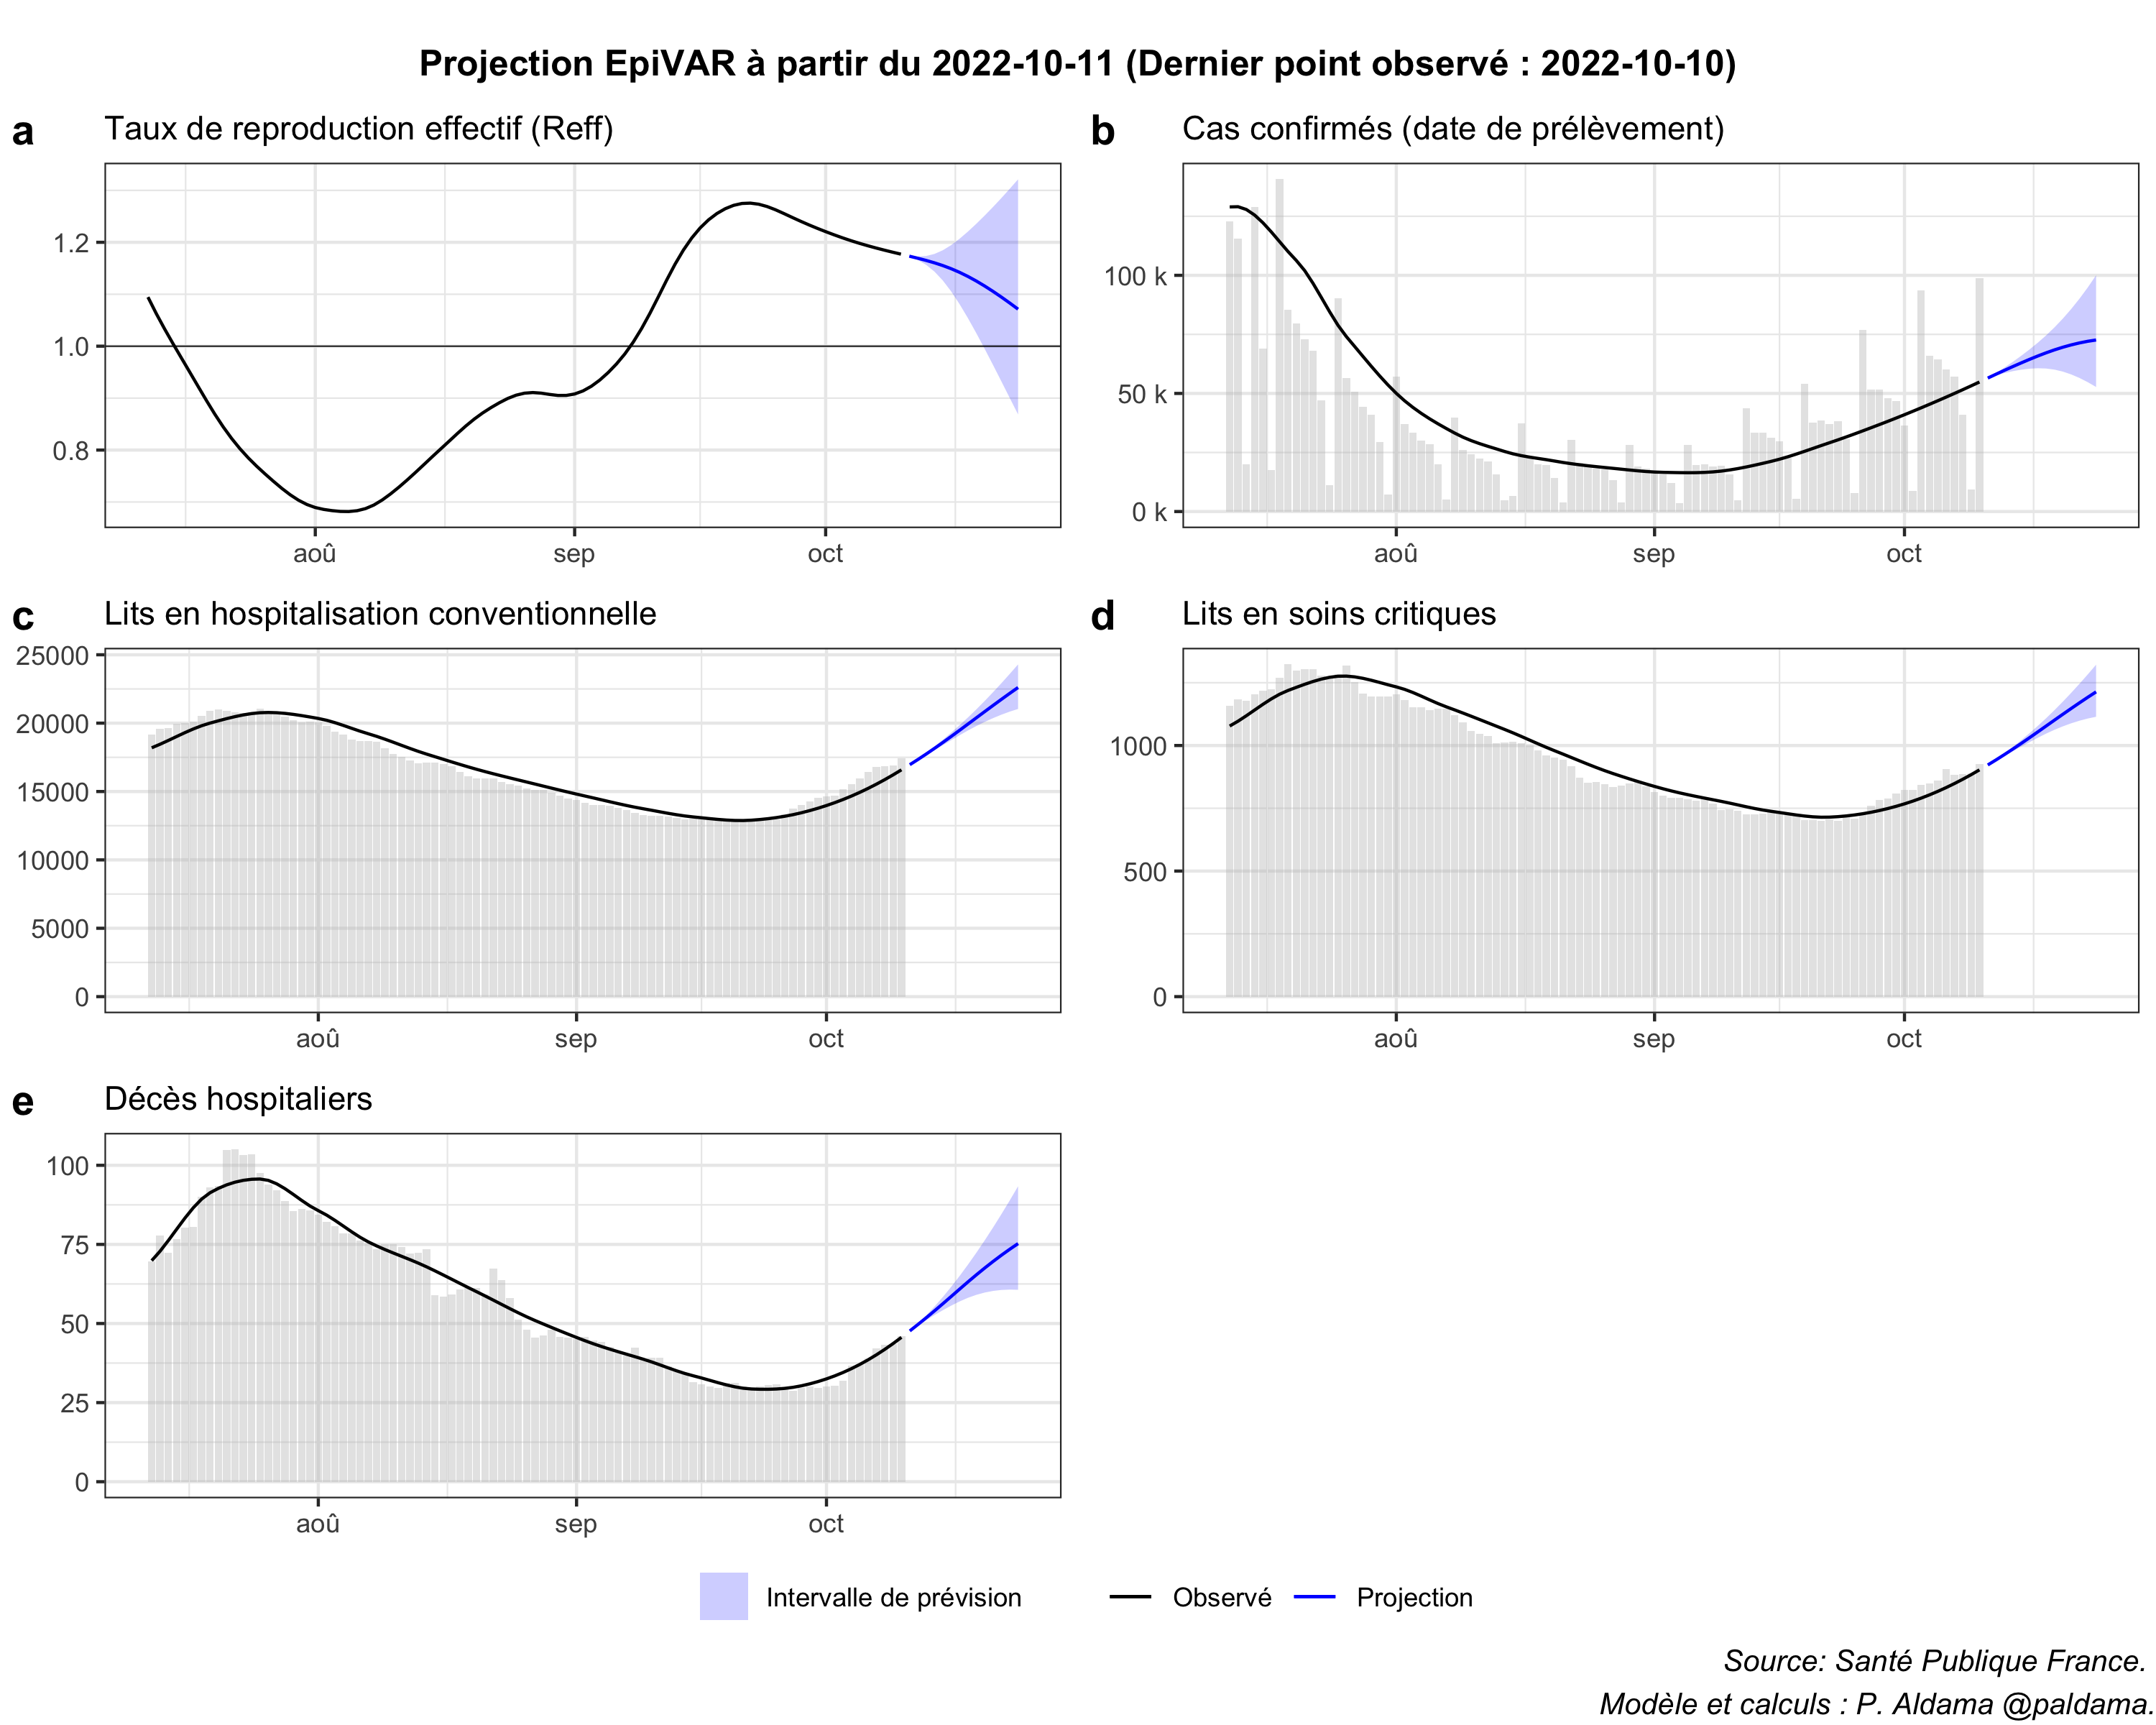 Projection EpiVAR à partir du 2022-10-11 (Dernier point observé : 2022-10-10)
a
Taux de reproduction effectif (Reff)
1.2
1.0
0.8
aoû sep oct
b
Cas confirmés (date de prélèvement)
100 k
50 k
0 k
aoû sep oct
c
Lits en hospitalisation conventionnelle
25000
20000
15000
10000
5000
0
aoû sep oct
d
Lits en soins critiques
1000
500
0
aoû sep oct
e
Décès hospitaliers
100
75
50
25
0
aoû sep oct
Intervalle de prévision Observé Projection
Source: Santé Publique France.
Modèle et calculs : P. Aldama @paldama.